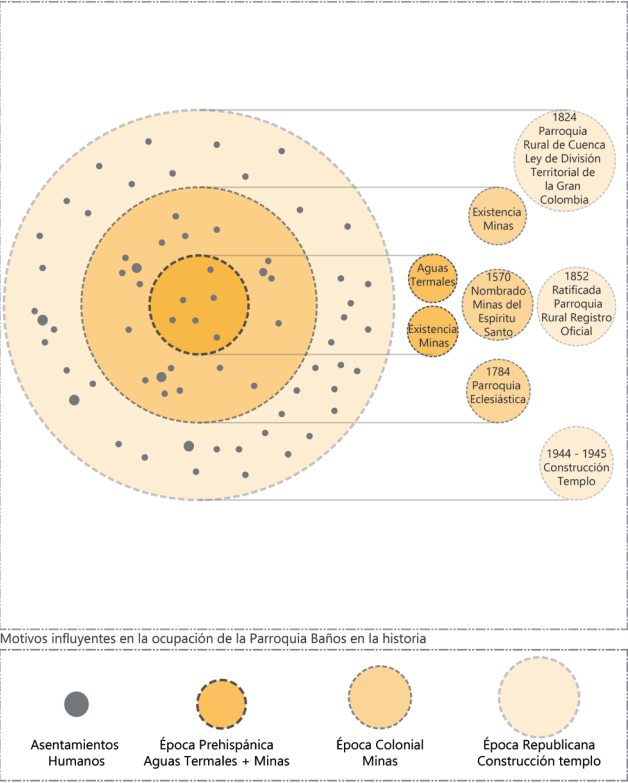 1824
Parroquia
Rural de Cuenca
Ley de División
Territorial de
la Gran
Colombia
Existencia
Minas
Aguas
Termales
1570
Nombrado
Minas del
Espíritu
Santo
1852
Ratificada
Parroquia
Rural Registro
Oficial
Existencia
Minas
1784
Parroquia
Eclesiástica
1944 - 1945
Construcción
Templo
Motivos influyentes en la ocupación de la Parroquia Baños en la historia
Asentamientos
Humanos
Época Prehispánica
Aguas Termales + Minas
Época Colonial
Minas
Época Republicana
Construcción templo